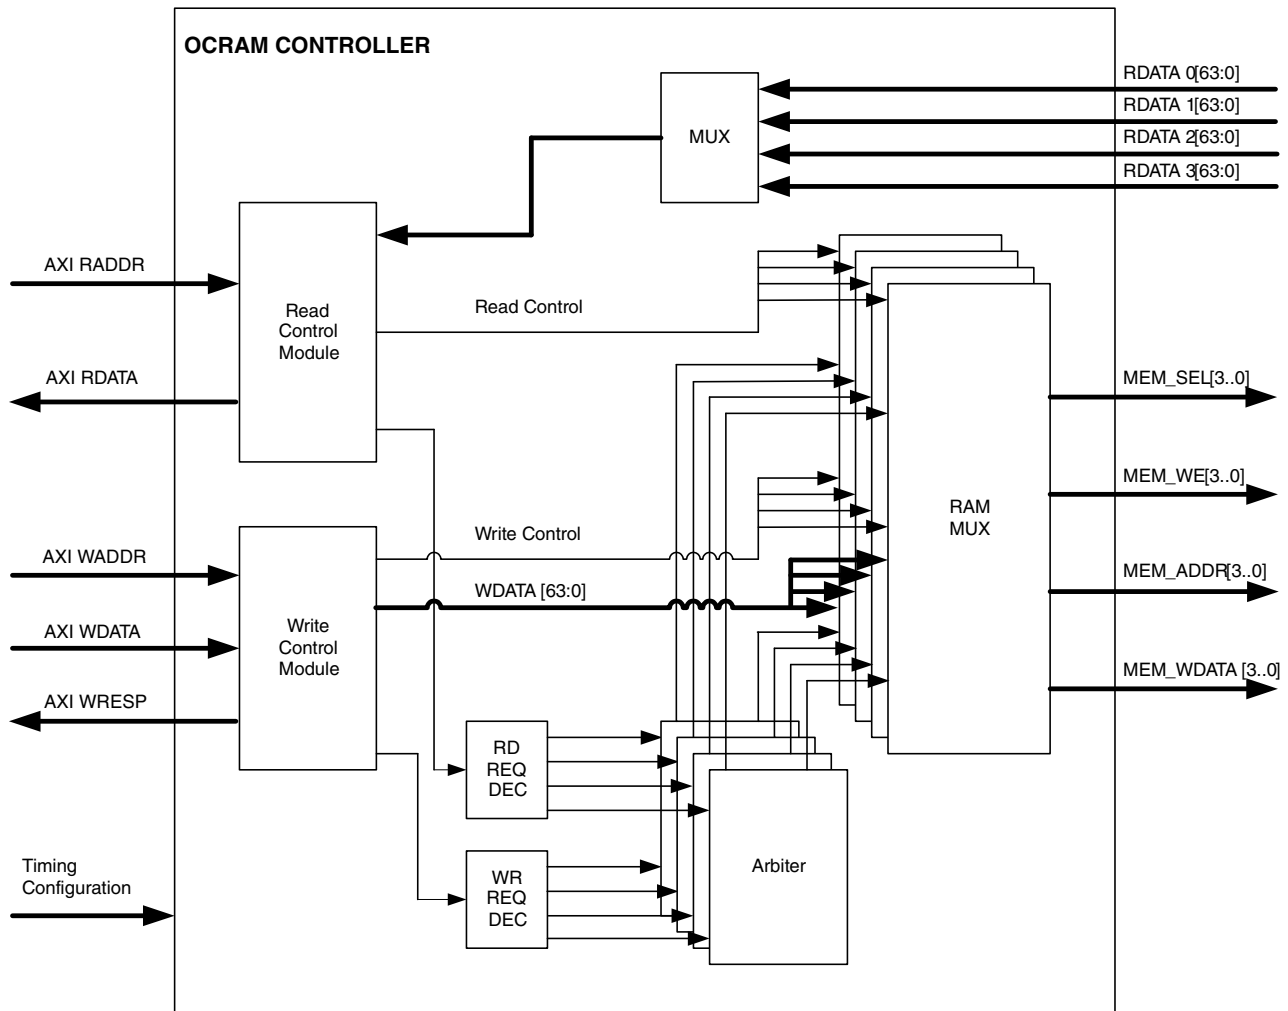 OCRAM CONTROLLER
RDATA 0[63:0]
RDATA 1[63:0]
RDATA 2[63:0]
RDATA 3[63:0]
MUX
AXI RADDR
Read
Control
Module
Read Control
AXI RDATA
MEM_SEL[3..0]
MEM_WE[3..0]
RAM
MUX
Write Control
AXI WADDR
WDATA [63:0]
MEM_ADDR[3..0]
AXI WDATA
Write
Control
Module
AXI WRESP
MEM_WDATA [3..0]
RD
REQ
DEC
Timing
Configuration
WR
REQ
DEC
Arbiter